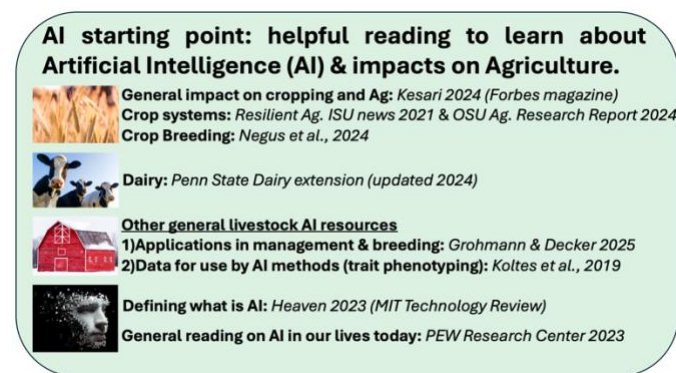 AI starting point: helpful reading to learn about
Artificial Intelligence (AI) & impacts on Agriculture.
General impact on cropping and Ag: Kesari 2024 (Forbes magazine)
Crop systems: Resilient Ag. ISU news 2021 & OSU Ag. Research Report 2024
Crop Breeding: Negus et al., 2024
Dairy: Penn State Dairy extension (updated 2024)
Other general livestock AI resources
1)Applications in management & breeding: Grohmann & Decker 2025
2)Data for use by AI methods (trait phenotyping): Koltes et al., 2019
Defining what is AI: Heaven 2023 (MIT Technology Review)
General reading on AI in our lives today: PEW Research Center 2023